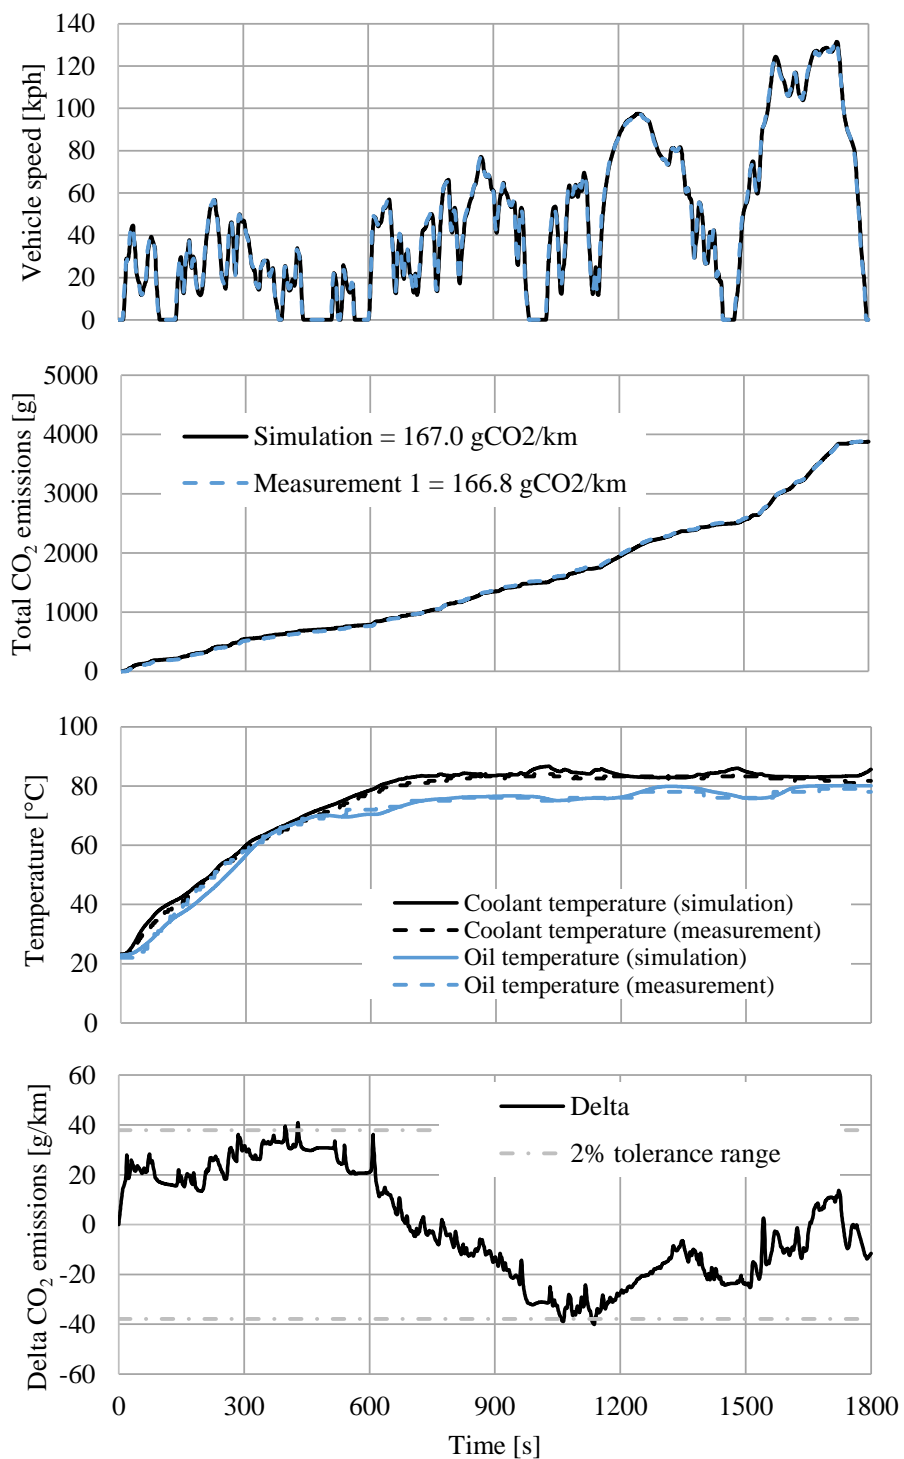 Vehicle speed [kph]
140
120
100
80
60
40
20
0
Total CO₂ emissions [g]
5000
4000
3000
2000
1000
0
Simulation = 167.0 gCO2/km
Measurement 1 = 166.8 gCO2/km
Temperature [°C]
100
80
60
40
20
0
Coolant temperature (simulation)
Coolant temperature (measurement)
Oil temperature (simulation)
Oil temperature (measurement)
Delta CO₂ emissions [g/km]
60
40
20
0
-20
-40
-60
Delta
2% tolerance range
0 300 600 900 1200 1500 1800
Time [s]